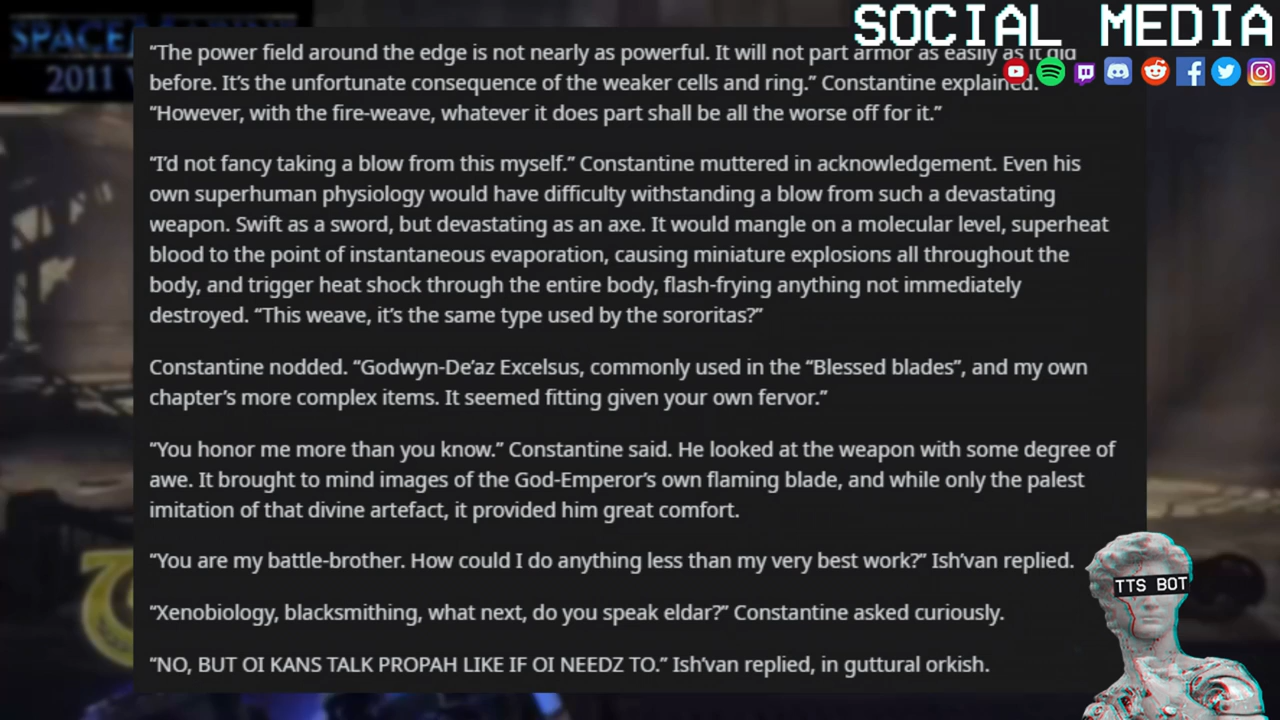 SPACE
2011
SOCIAL MEDIA
“The power field around the edge is not nearly as powerful. It will not part armor as easily as it did
before. It’s the unfortunate consequence of the weaker cells and ring.” Constantine explained.
“However, with the fire-weave, whatever it does part shall be all the worse off for it.”
“I’d not fancy taking a blow from this myself.” Constantine muttered in acknowledgement. Even his
own superhuman physiology would have difficulty withstanding a blow from such a devastating
weapon. Swift as a sword, but devastating as an axe. It would mangle on a molecular level, superheat
blood to the point of instantaneous evaporation, causing miniature explosions all throughout the
body, and trigger heat shock through the entire body, flash-frying anything not immediately
destroyed. “This weave, it’s the same type used by the sororitas?”
Constantine nodded. “Godwyn-De’az Excelsus, commonly used in the “Blessed blades”, and my own
chapter’s more complex items. It seemed fitting given your own fervor.”
“You honor me more than you know.” Constantine said. He looked at the weapon with some degree of
awe. It brought to mind images of the God-Emperor’s own flaming blade, and while only the palest
imitation of that divine artefact, it provided him great comfort.
“You are my battle-brother. How could I do anything less than my very best work?” Ish’van replied.
“Xenobiology, blacksmithing, what next, do you speak eldar?” Constantine asked curiously.
“NO, BUT OI KANS TALK PROPAH LIKE IF OI NEEDZ TO.” Ish’van replied, in guttural orkish.
TTS BOT